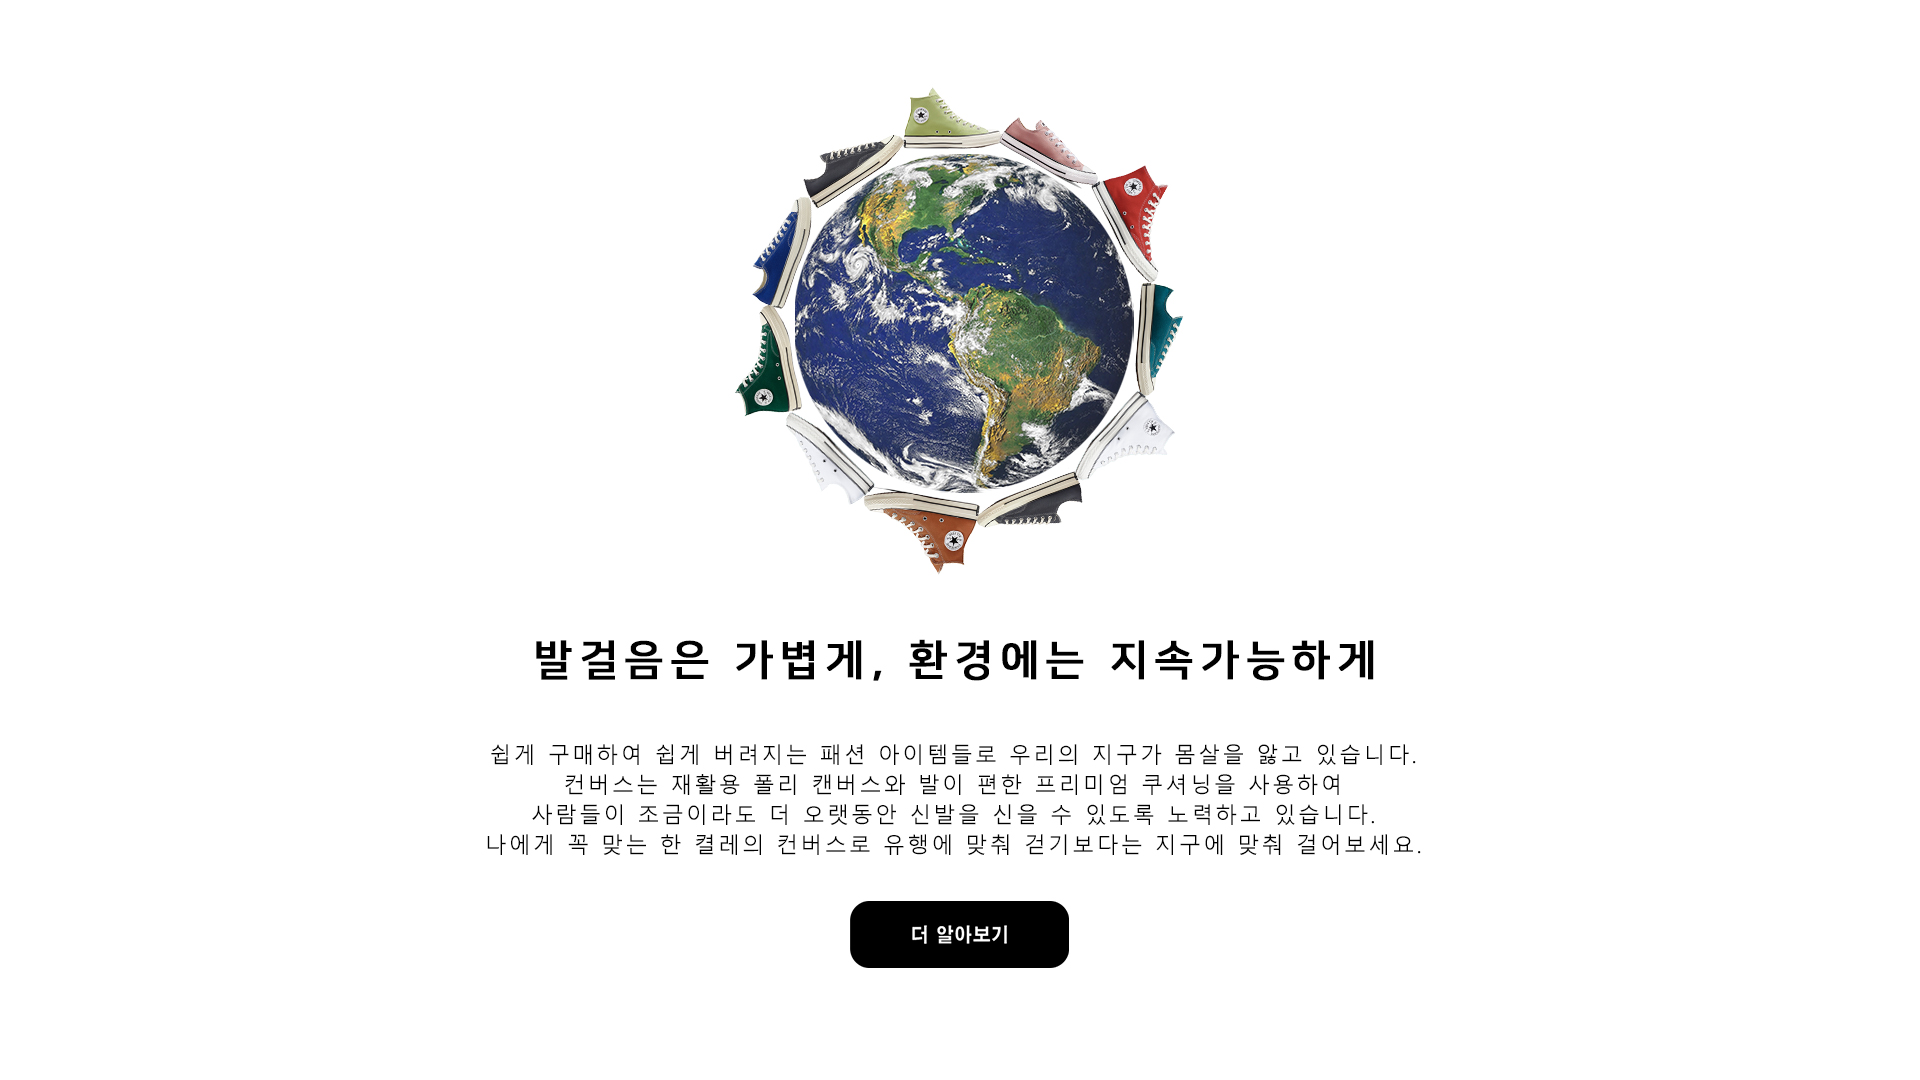 발걸음은 가볍게, 환경에는 지속가능하게
쉽게 구매하여 쉽게 버려지는 패션 아이템들로 우리의 지구가 몸살을 앓고 있습니다.
컨버스는 재활용 폴리 캔버스와 발이 편한 프리미엄 쿠셔닝을 사용하여
사람들이 조금이라도 더 오랫동안 신발을 신을 수 있도록 노력하고 있습니다.
나에게 꼭 맞는 한 켤레의 컨버스로 유행에 맞춰 걷기보다는 지구에 맞춰 걸어보세요.
더 알아보기